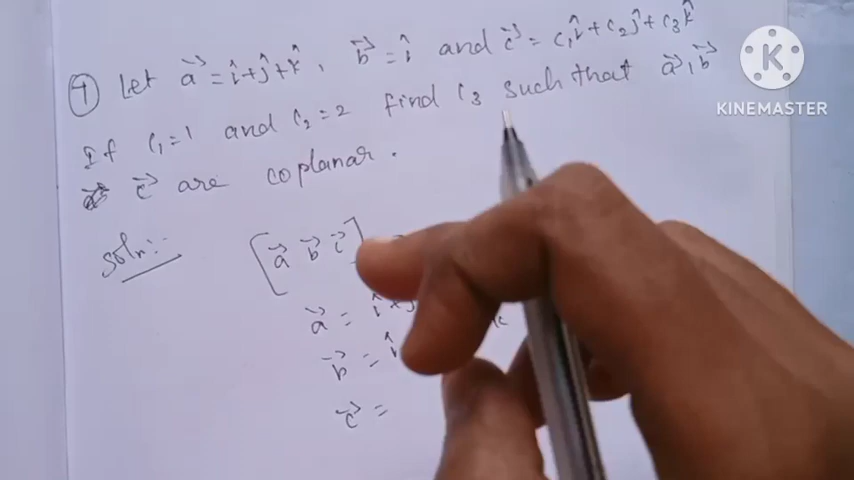 7) Let a⃗ = î+ĵ+k̂, b⃗ = î and c⃗ = c₁î+c₂ĵ+c₃k̂
If c₁=1 and c₂=2 find c₃ such that a⃗, b⃗
c⃗ are coplanar.
Soln:-
[a⃗ b⃗ c⃗]
a⃗ = î+
b⃗ = î
c⃗ =
K
KINEMASTER